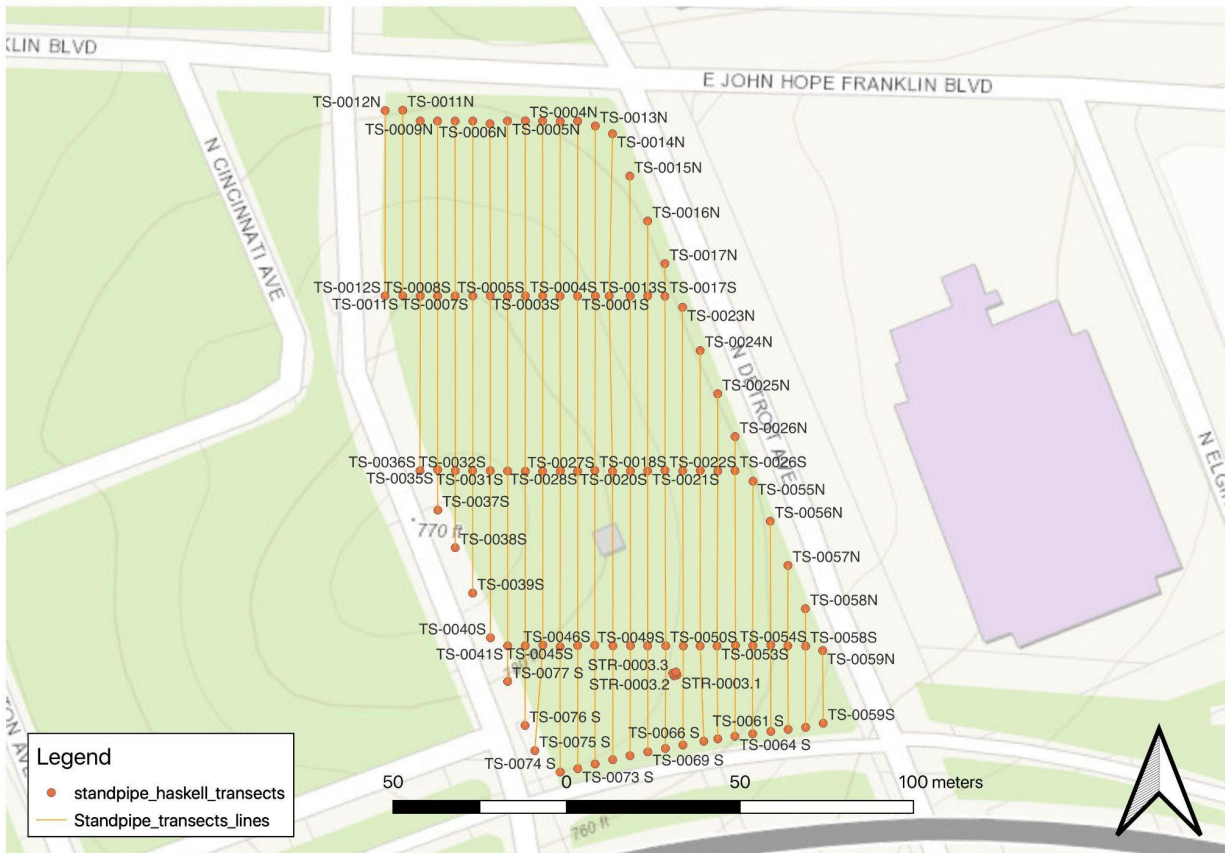 KLIN BLVD
E JOHN HOPE FRANKLIN BLVD
TS-0012N
TS-0011N
TS-0004N
TS-0013N
TS-0009N
TS-0006N
TS-0005N
TS-0014N
TS-0015N
N CINCINNATI AVE
TS-0016N
TS-0017N
TS-0012S
TS-0008S
TS-0005S
TS-0004S
TS-0013S
TS-0017S
TS-0011S
TS-0007S
TS-0003S
TS-0001S
TS-0023N
TS-0024N
N DETROIT AVE
TS-0025N
TS-0026N
N ELGIN
TS-0036S
TS-0032S
TS-0027S
TS-0018S
TS-0022S
TS-0026S
TS-0035S
TS-0031S
TS-0028S
TS-0020S
TS-0021S
TS-0055N
TS-0037S
TS-0056N
770 ft
TS-0038S
TS-0057N
TS-0039S
TS-0058N
TS-0040S
TS-0046S
TS-0049S
TS-0050S
TS-0054S
TS-0058S
TS-0041S
TS-0045S
TS-0053S
TS-0059N
STR-0003.3
TS-0077 S
STR-0003.2
STR-0003.1
TS-0076 S
TS-0061 S
TS-0059S
TS-0075 S
TS-0066 S
TS-0064 S
TS-0074 S
TS-0069 S
TS-0073 S
TON AVE
Legend
standpipe_haskell_transects
Standpipe_transects_lines
50 0 50 100 meters
760 ft